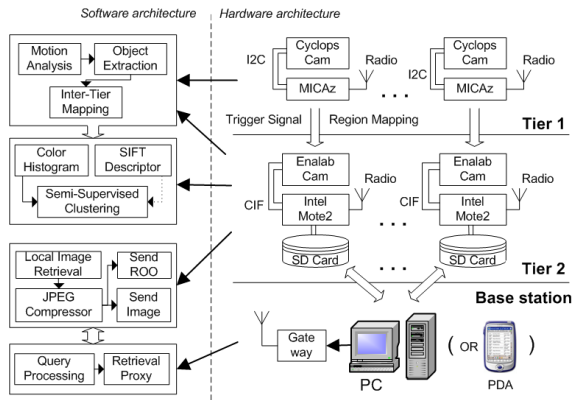 Software architecture
Hardware architecture
Motion
Analysis
Object
Extraction
Inter-Tier
Mapping
Color
Histogram
SIFT
Descriptor
Semi-Supervised
Clustering
Local Image
Retrieval
Send
ROO
JPEG
Compressor
Send
Image
Query
Processing
Retrieval
Proxy
I2C
Cyclops
Cam
Radio
MICAz
. . .
I2C
Cyclops
Cam
Radio
MICAz
Trigger Signal
Region Mapping
Tier 1
Enalab
Cam
Radio
CIF
Intel
Mote2
SD Card
. . .
. . .
Enalab
Cam
Radio
CIF
Intel
Mote2
SD Card
Tier 2
Base station
Gate
way
PC
( OR )
PDA